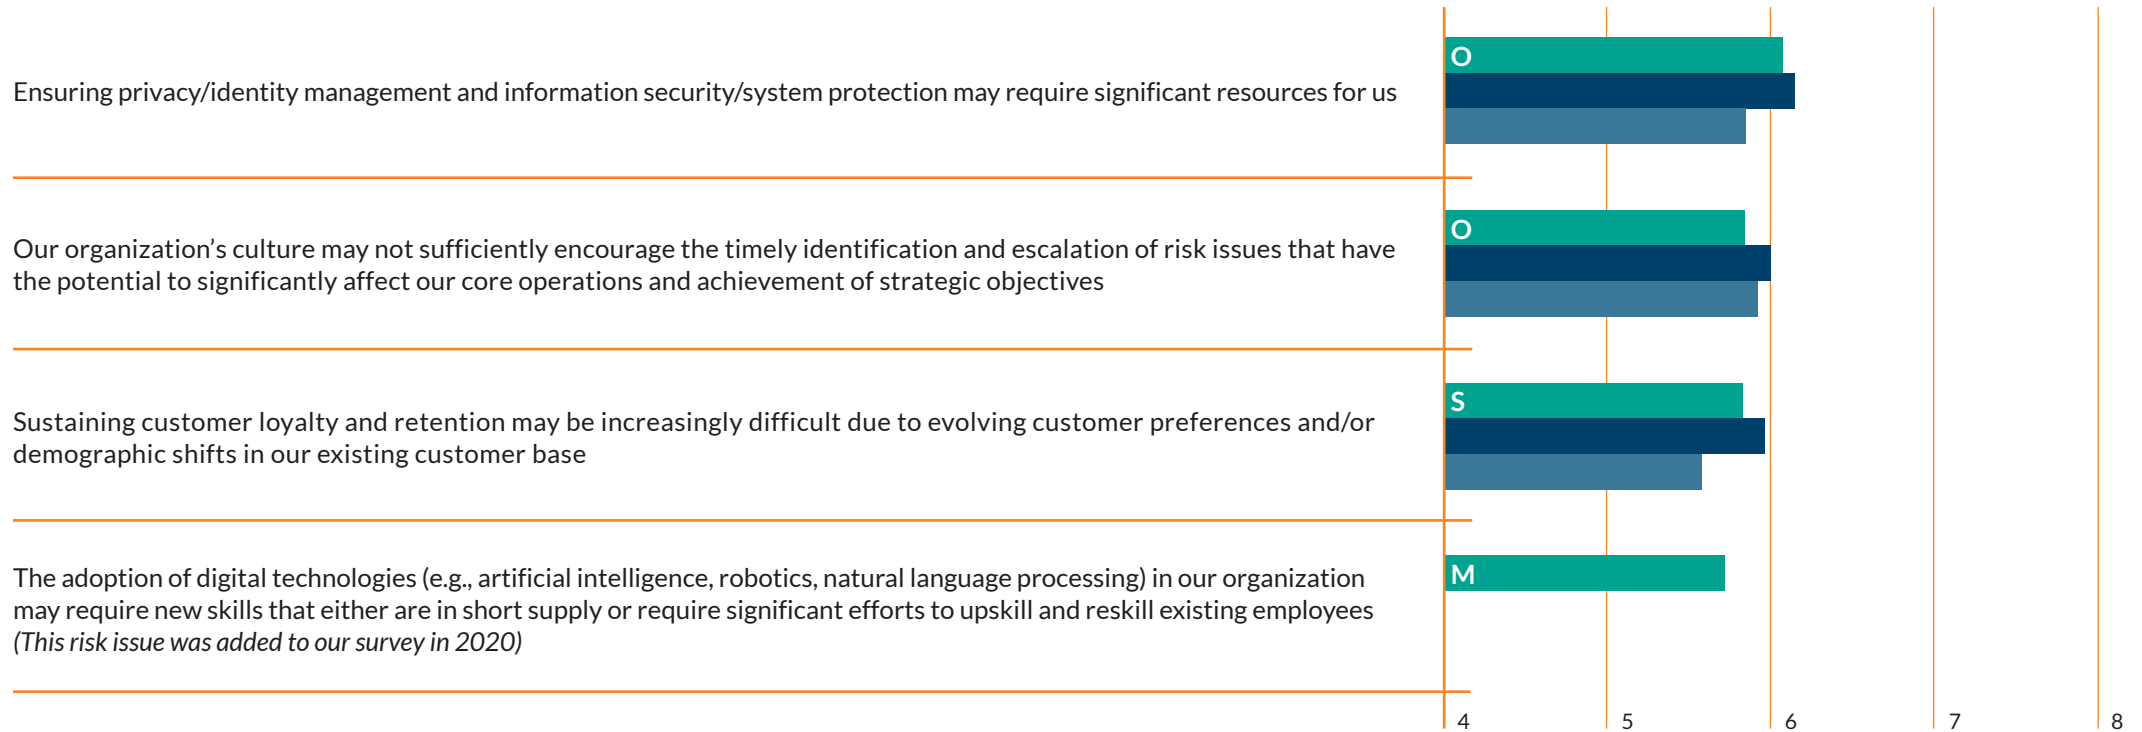 O
Ensuring privacy/identity management and information security/system protection may require significant resources for us
O
Our organization’s culture may not sufficiently encourage the timely identification and escalation of risk issues that have
the potential to significantly affect our core operations and achievement of strategic objectives
S
Sustaining customer loyalty and retention may be increasingly difficult due to evolving customer preferences and/or
demographic shifts in our existing customer base
M
The adoption of digital technologies (e.g., artificial intelligence, robotics, natural language processing) in our organization
may require new skills that either are in short supply or require significant efforts to upskill and reskill existing employees
(This risk issue was added to our survey in 2020)
4 5 6 7 8